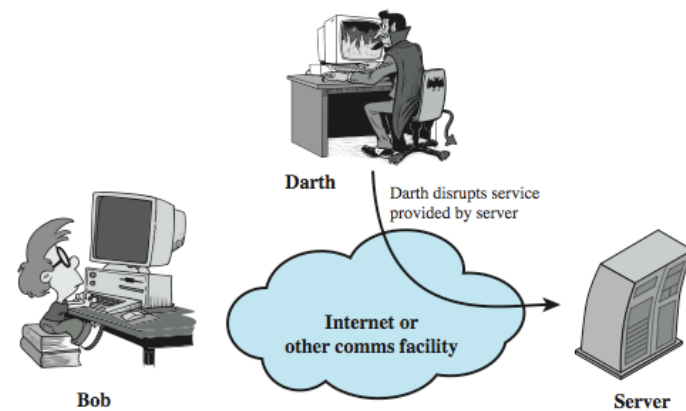 Darth
Darth disrupts service
provided by server
Internet or
other comms facility
Bob
Server